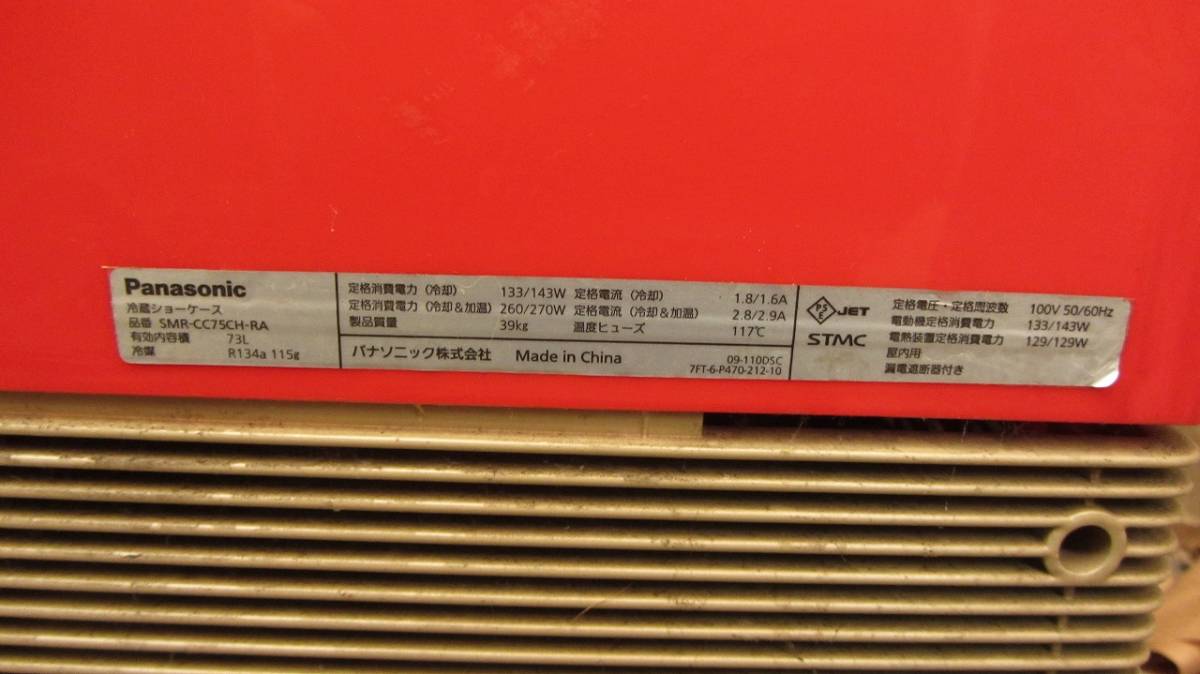 Panasonic
冷蔵ショーケース
品番 SMR-CC75CH-RA
有効内容積 73L
冷媒 R134a 115g
定格消費電力（冷却） 133/143W 定格電流（冷却） 1.8/1.6A
定格消費電力（冷却&加温） 260/270W 定格電流（冷却&加温） 2.8/2.9A
製品質量 39kg 温度ヒューズ 117℃
パナソニック株式会社 Made in China
09-110DSC
7FT-6-P470-212-10
PSE JET
STMC
定格電圧・定格周波数 100V 50/60Hz
電動機定格消費電力 133/143W
電熱装置定格消費電力 129/129W
屋内用
漏電遮断器付き